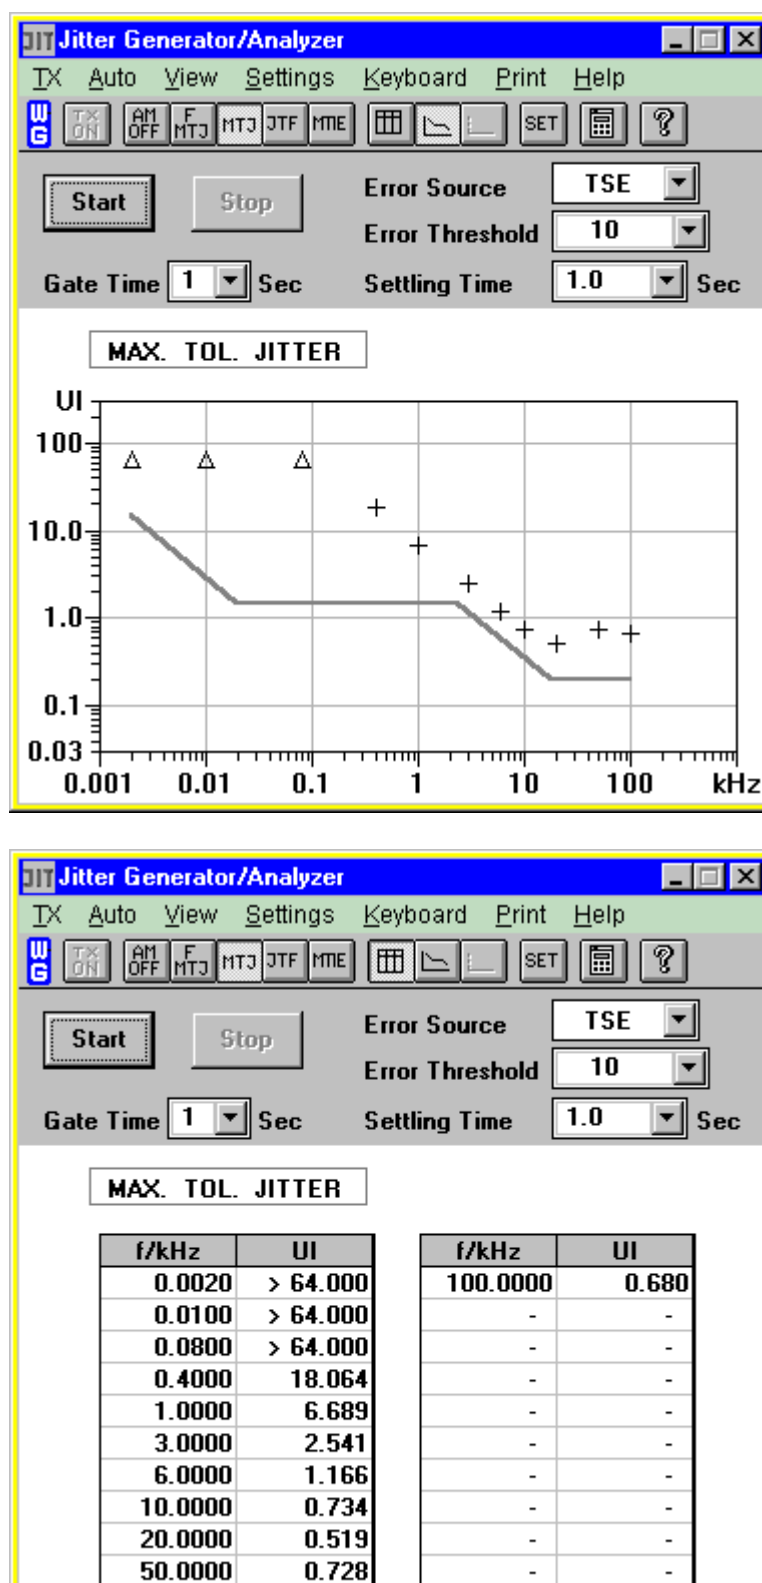 JIT Jitter Generator/Analyzer
TX Auto View Settings Keyboard Print Help
WG TX ON AM OFF F MTJ MTJ JTF MTIE SET ?
Start Stop Error Source TSE
Error Threshold 10
Gate Time 1 Sec Settling Time 1.0 Sec
MAX. TOL. JITTER
UI
100
10.0
1.0
0.1
0.03
0.001 0.01 0.1 1 10 100 kHz
JIT Jitter Generator/Analyzer
TX Auto View Settings Keyboard Print Help
WG TX ON AM OFF F MTJ MTJ JTF MTIE SET ?
Start Stop Error Source TSE
Error Threshold 10
Gate Time 1 Sec Settling Time 1.0 Sec
MAX. TOL. JITTER
f/kHz UI f/kHz UI
0.0020 > 64.000 100.0000 0.680
0.0100 > 64.000 - -
0.0800 > 64.000 - -
0.4000 18.064 - -
1.0000 6.689 - -
3.0000 2.541 - -
6.0000 1.166 - -
10.0000 0.734 - -
20.0000 0.519 - -
50.0000 0.728 - -